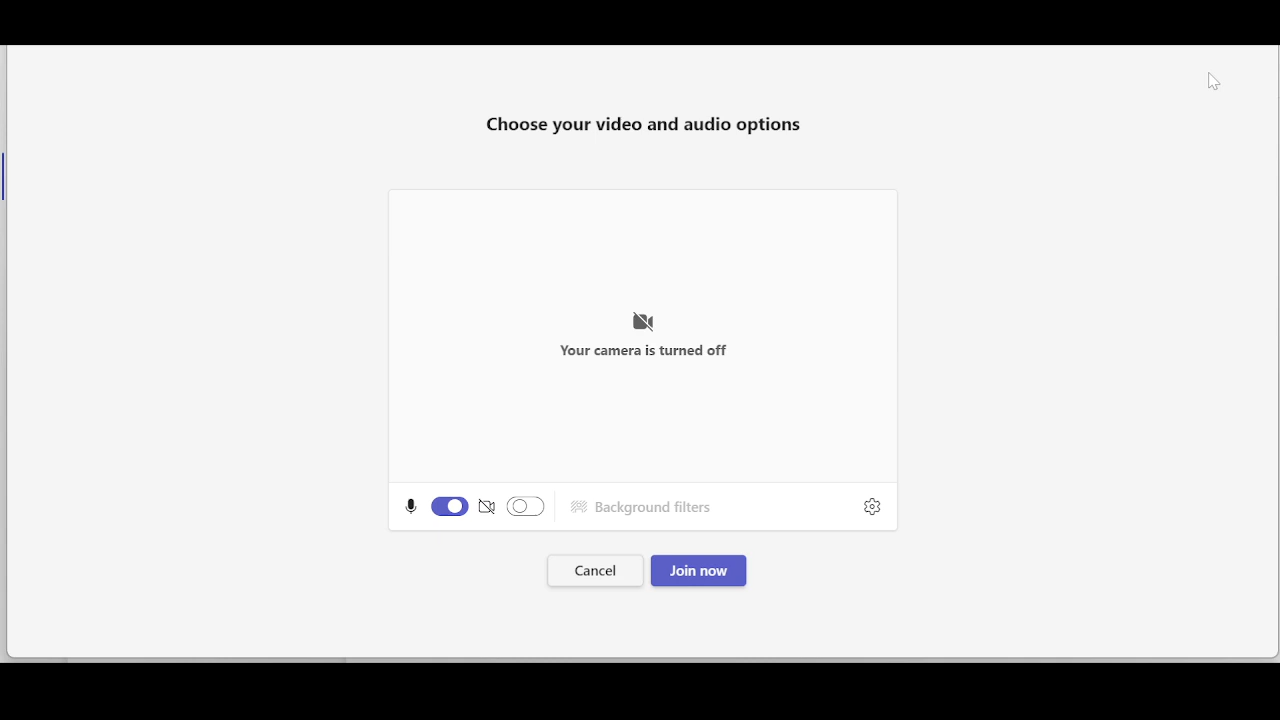 Choose your video and audio options
Your camera is turned off
Background filters
Cancel
Join now